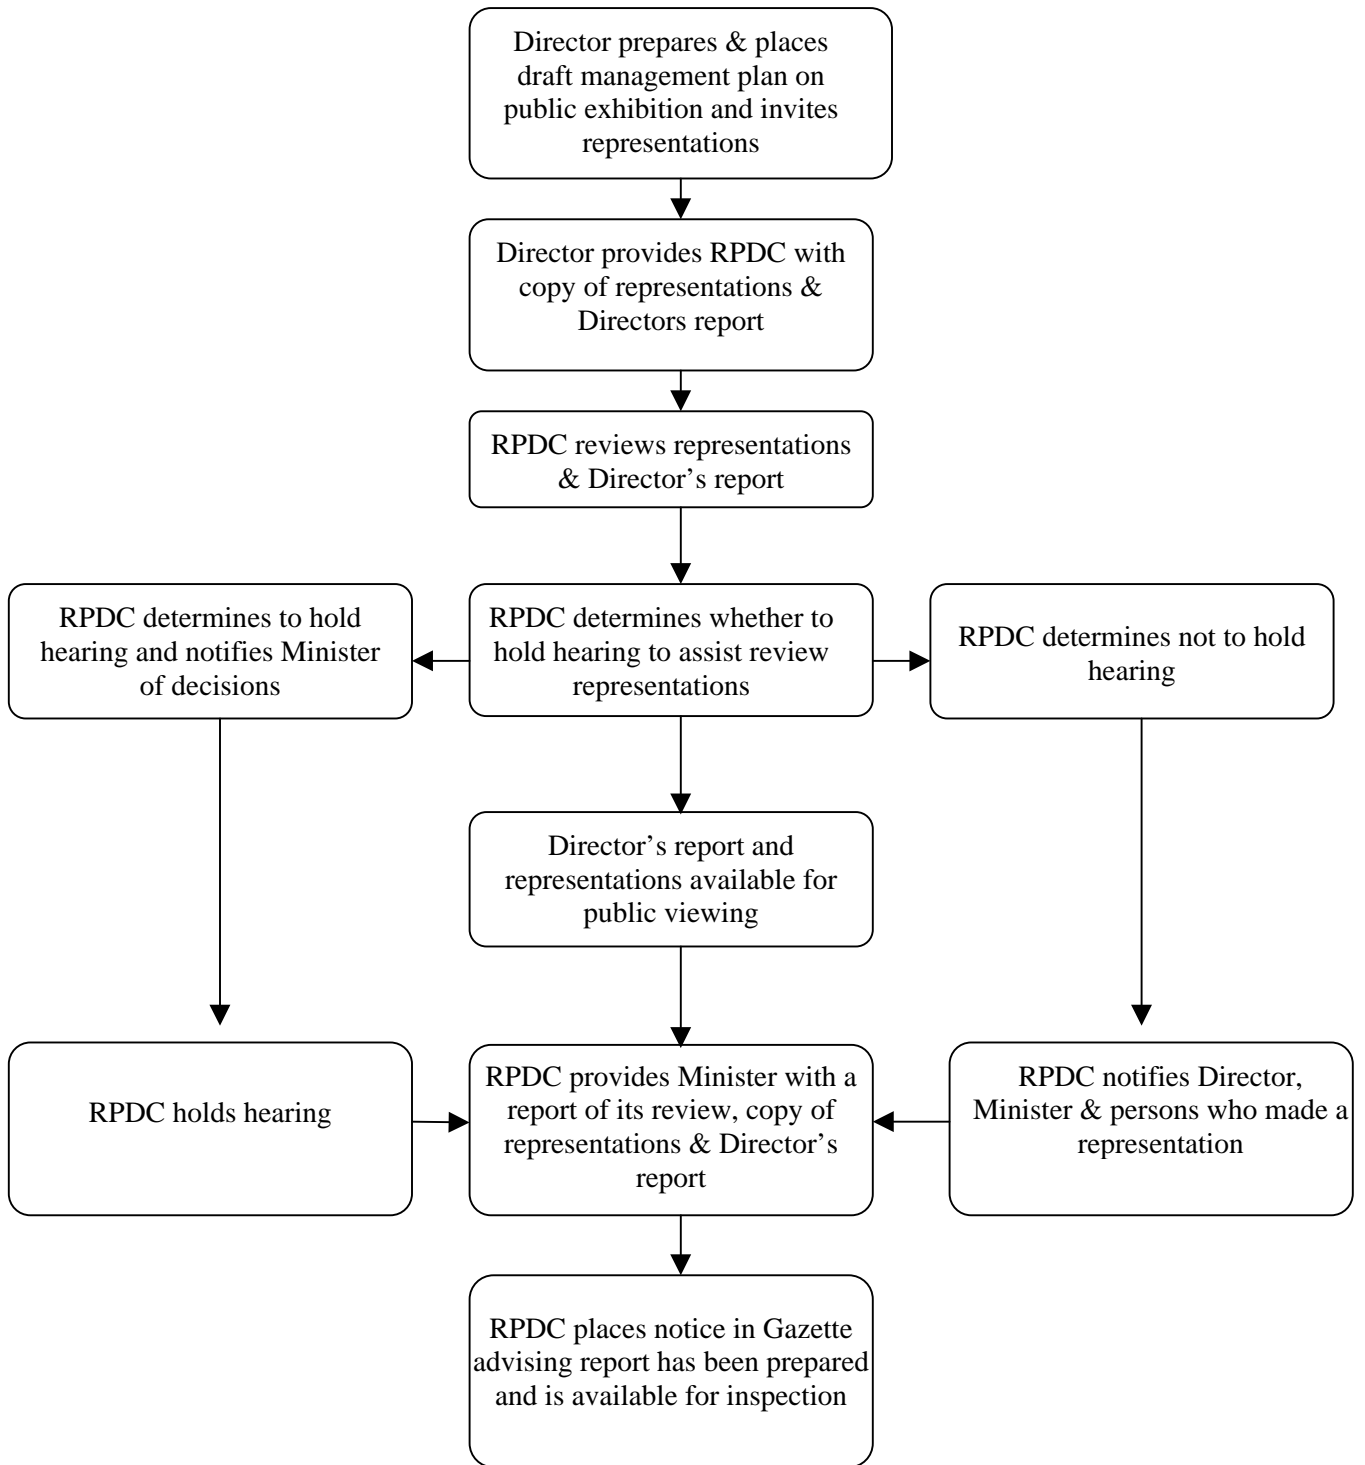 Director prepares & places
draft management plan on
public exhibition and invites
representations
Director provides RPDC with
copy of representations &
Directors report
RPDC reviews representations
& Director’s report
RPDC determines to hold
hearing and notifies Minister
of decisions
RPDC determines whether to
hold hearing to assist review
representations
RPDC determines not to hold
hearing
Director’s report and
representations available for
public viewing
RPDC holds hearing
RPDC provides Minister with a
report of its review, copy of
representations & Director’s
report
RPDC notifies Director,
Minister & persons who made a
representation
RPDC places notice in Gazette
advising report has been prepared
and is available for inspection